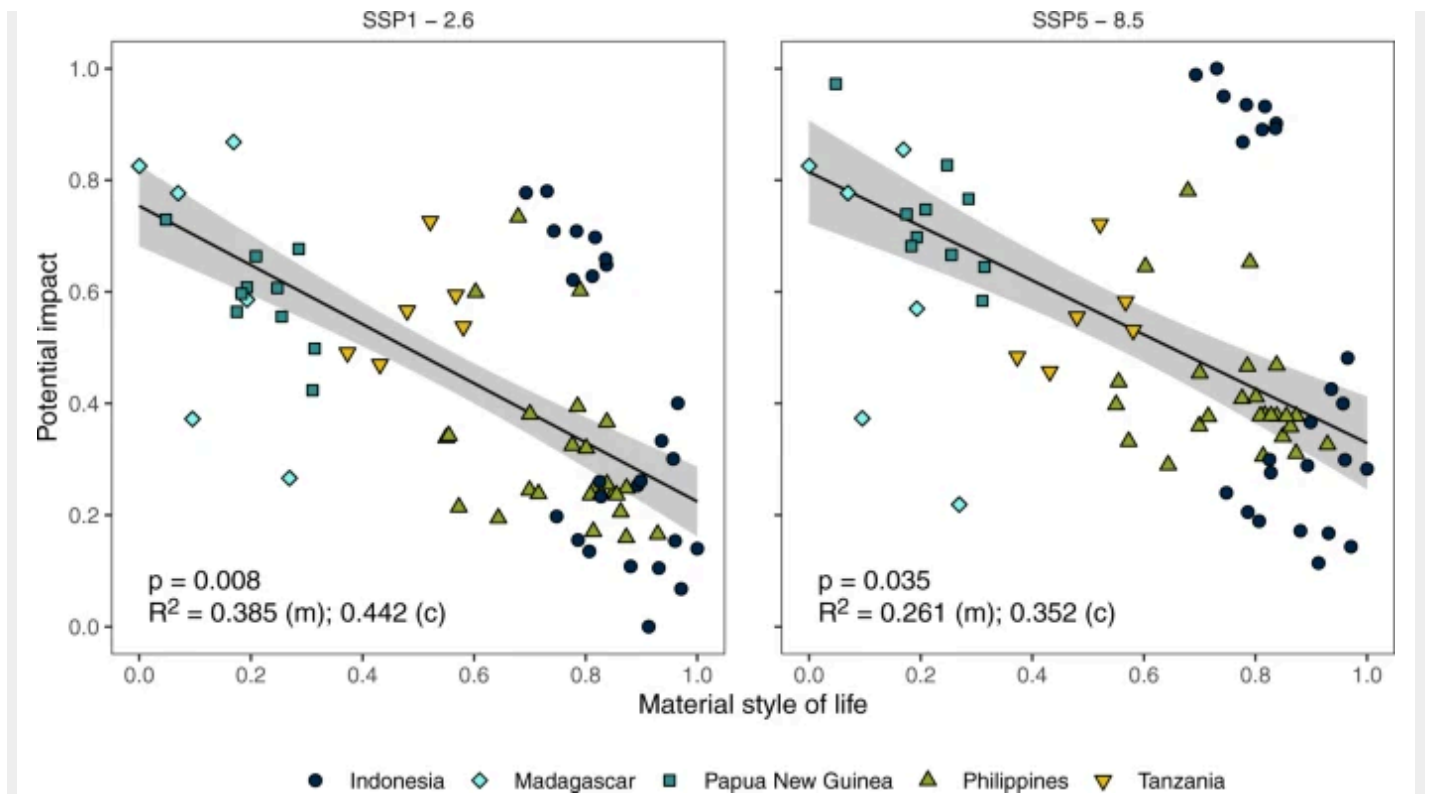 SSP1 – 2.6
SSP5 – 8.5
Potential impact
1.0
0.8
0.6
0.4
0.2
0.0
p = 0.008
R² = 0.385 (m); 0.442 (c)
p = 0.035
R² = 0.261 (m); 0.352 (c)
0.0 0.2 0.4 0.6 0.8 1.0
0.0 0.2 0.4 0.6 0.8 1.0
Material style of life
Indonesia Madagascar Papua New Guinea Philippines Tanzania